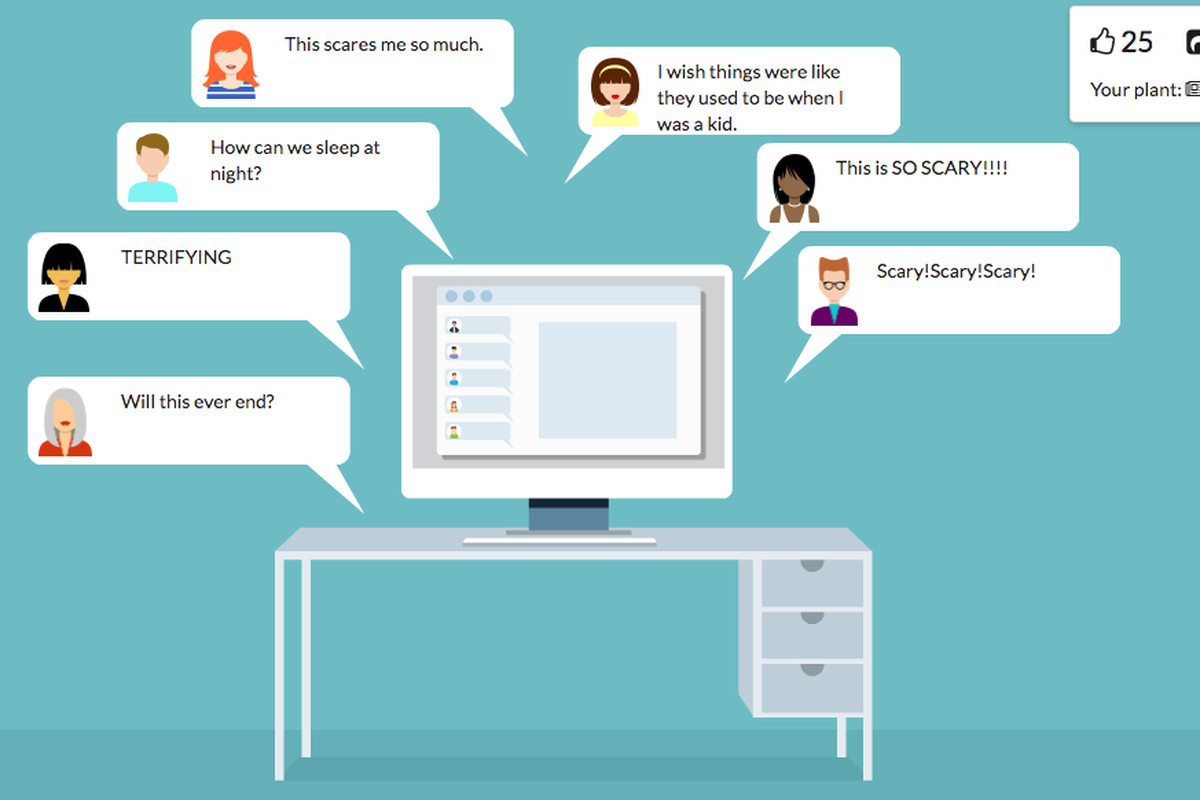 This scares me so much.
I wish things were like
they used to be when I
was a kid.
25
Your plant:
How can we sleep at
night?
This is SO SCARY!!!!
TERRIFYING
Scary!Scary!Scary!
Will this ever end?